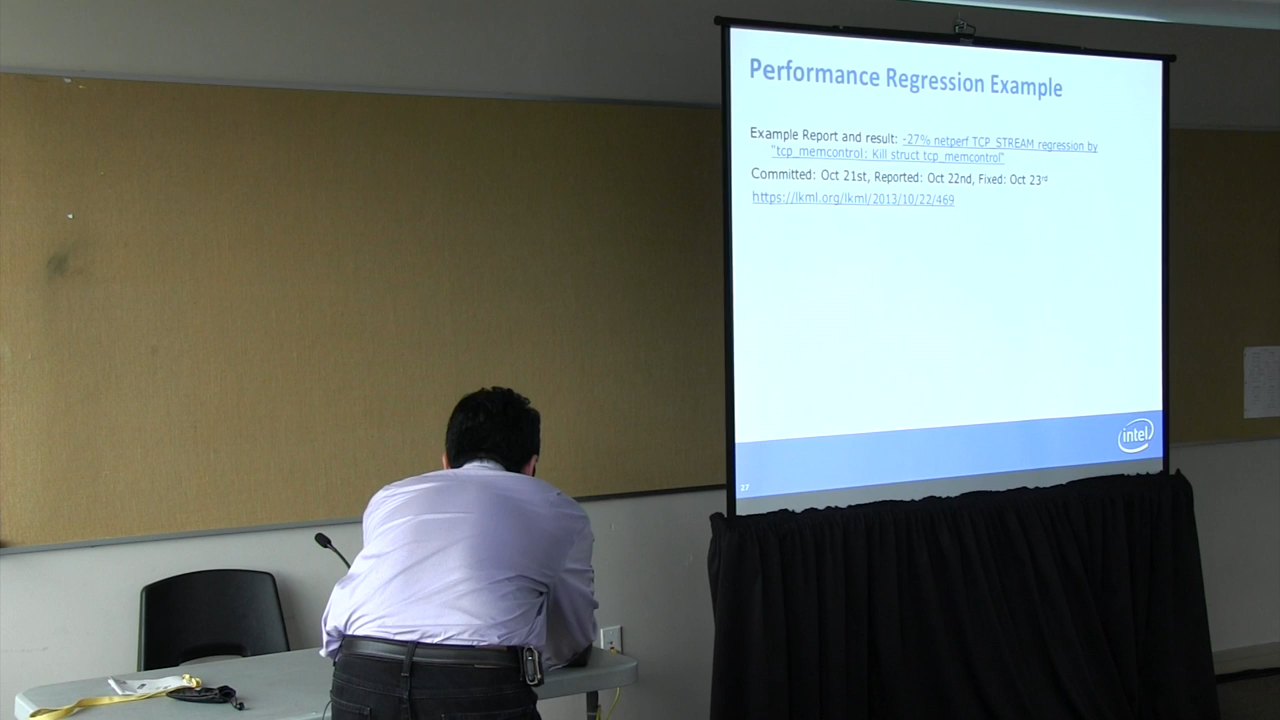 Performance Regression Example
Example Report and result: -27% netperf TCP_STREAM regression by
"tcp_memcontrol: Kill struct tcp_memcontrol"
Committed: Oct 21st, Reported: Oct 22nd, Fixed: Oct 23rd
https://lkml.org/lkml/2013/10/22/469
intel
27